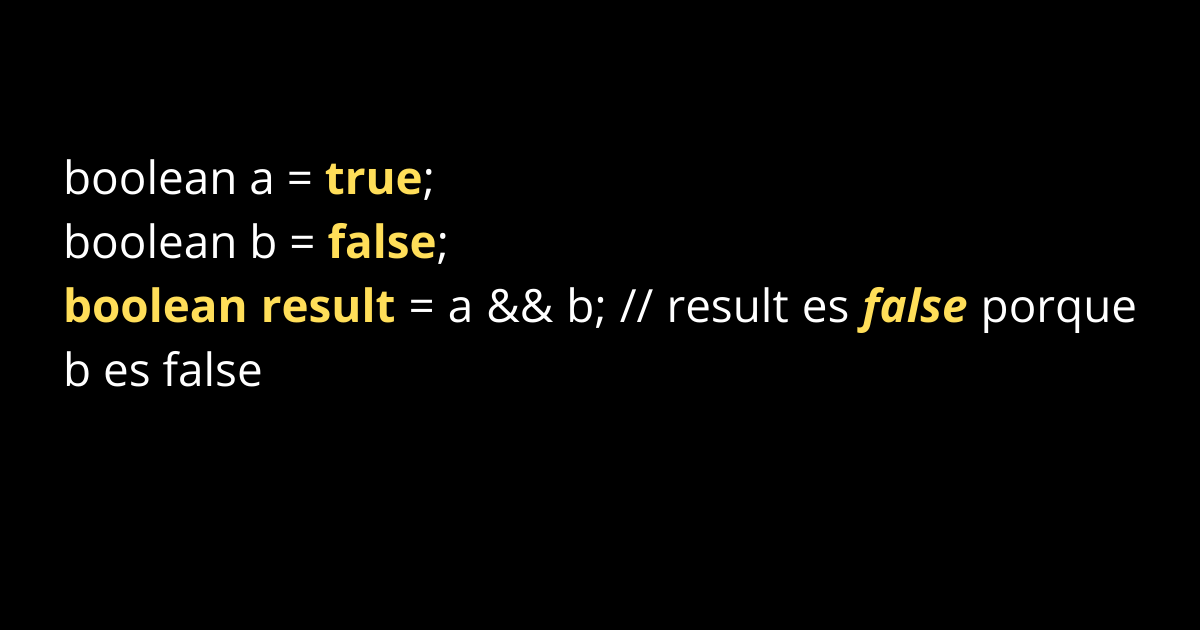 boolean a = true;
boolean b = false;
boolean result = a && b; // result es false porque
b es false